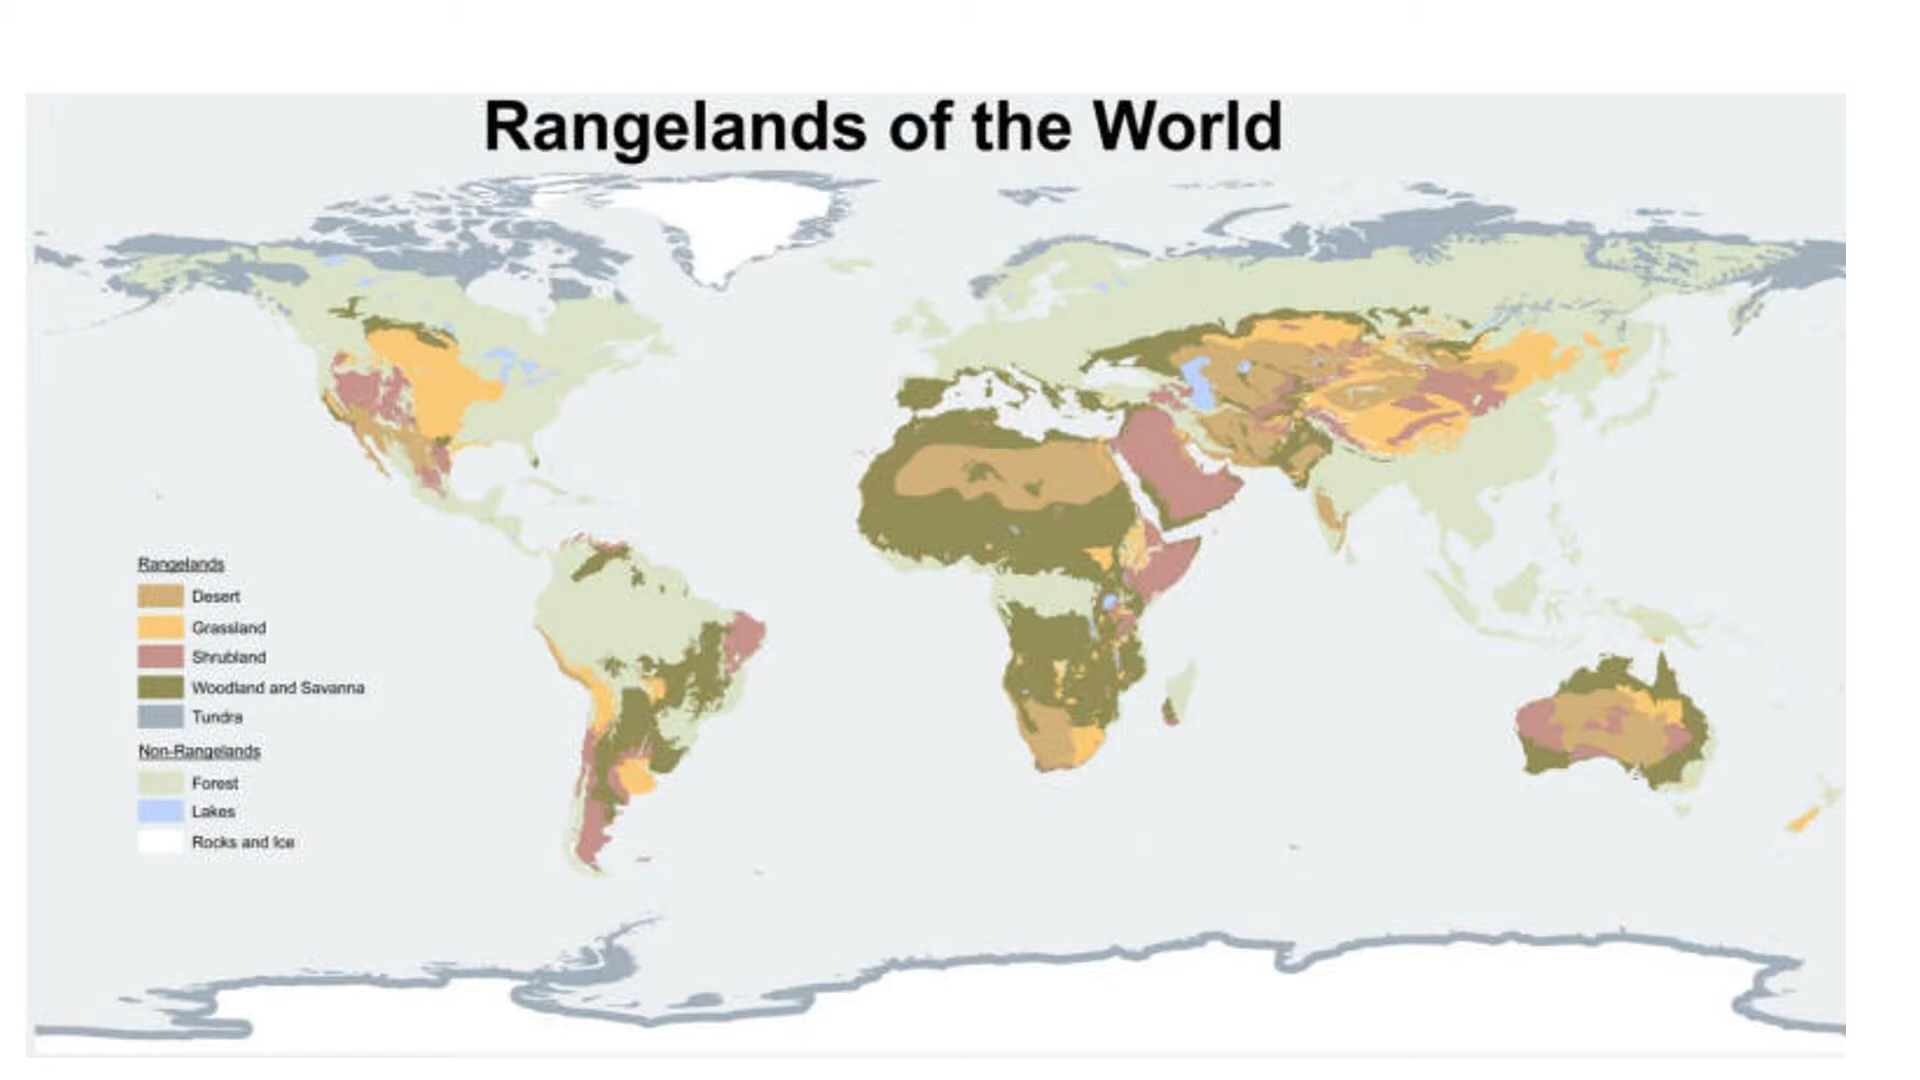 Rangelands of the World
Rangelands
Desert
Grassland
Shrubland
Woodland and Savanna
Tundra
Non-Rangelands
Forest
Lakes
Rocks and Ice